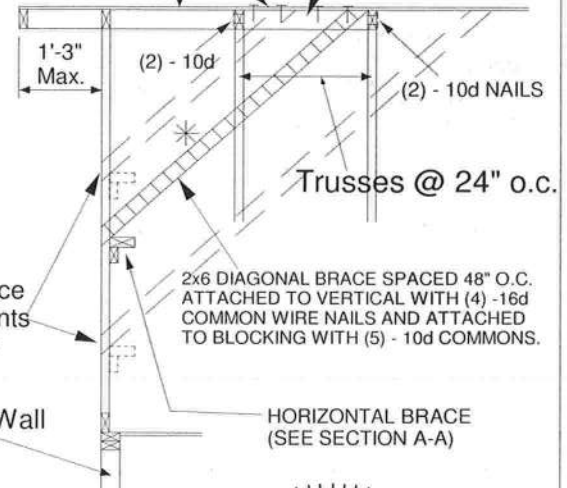 1'-3"
Max.
(2) - 10d
(2) - 10d NAILS
Trusses @ 24" o.c.
2x6 DIAGONAL BRACE SPACED 48" O.C.
ATTACHED TO VERTICAL WITH (4) -16d
COMMON WIRE NAILS AND ATTACHED
TO BLOCKING WITH (5) - 10d COMMONS.
HORIZONTAL BRACE
(SEE SECTION A-A)
Wall